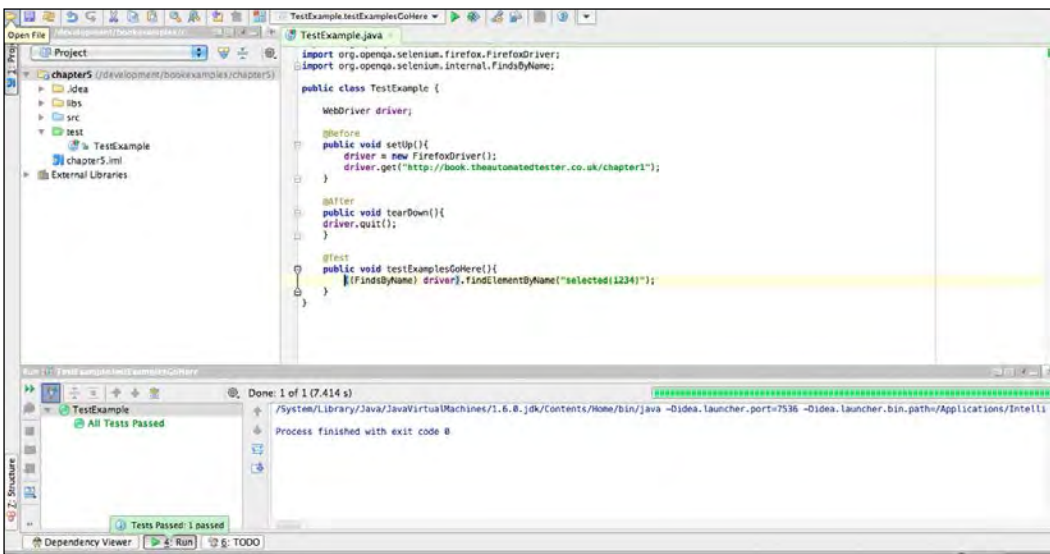 TestExample.testExamplesGoHere
Open File
TestExample.java
1: Proj
Project
chapter5 (/development/bookexamples/chapter5)
.idea
libs
src
test
TestExample
chapter5.iml
External Libraries
import org.openqa.selenium.firefox.FirefoxDriver;
import org.openqa.selenium.internal.FindsByName;
public class TestExample {
WebDriver driver;
@Before
public void setUp(){
driver = new FirefoxDriver();
driver.get("http://book.theautomatedtester.co.uk/chapter1");
}
@After
public void tearDown(){
driver.quit();
}
@Test
public void testExamplesGoHere(){
((FindsByName) driver).findElementByName("selected(1234)");
}
}
Run TestExample.testExamplesGoHere
Done: 1 of 1 (7.414 s)
TestExample
All Tests Passed
/System/Library/Java/JavaVirtualMachines/1.6.0.jdk/Contents/Home/bin/java -Didea.launcher.port=7536 -Didea.launcher.bin.path=/Applications/Intelli
Process finished with exit code 0
Z: Structure
Tests Passed: 1 passed
Dependency Viewer
4: Run
6: TODO